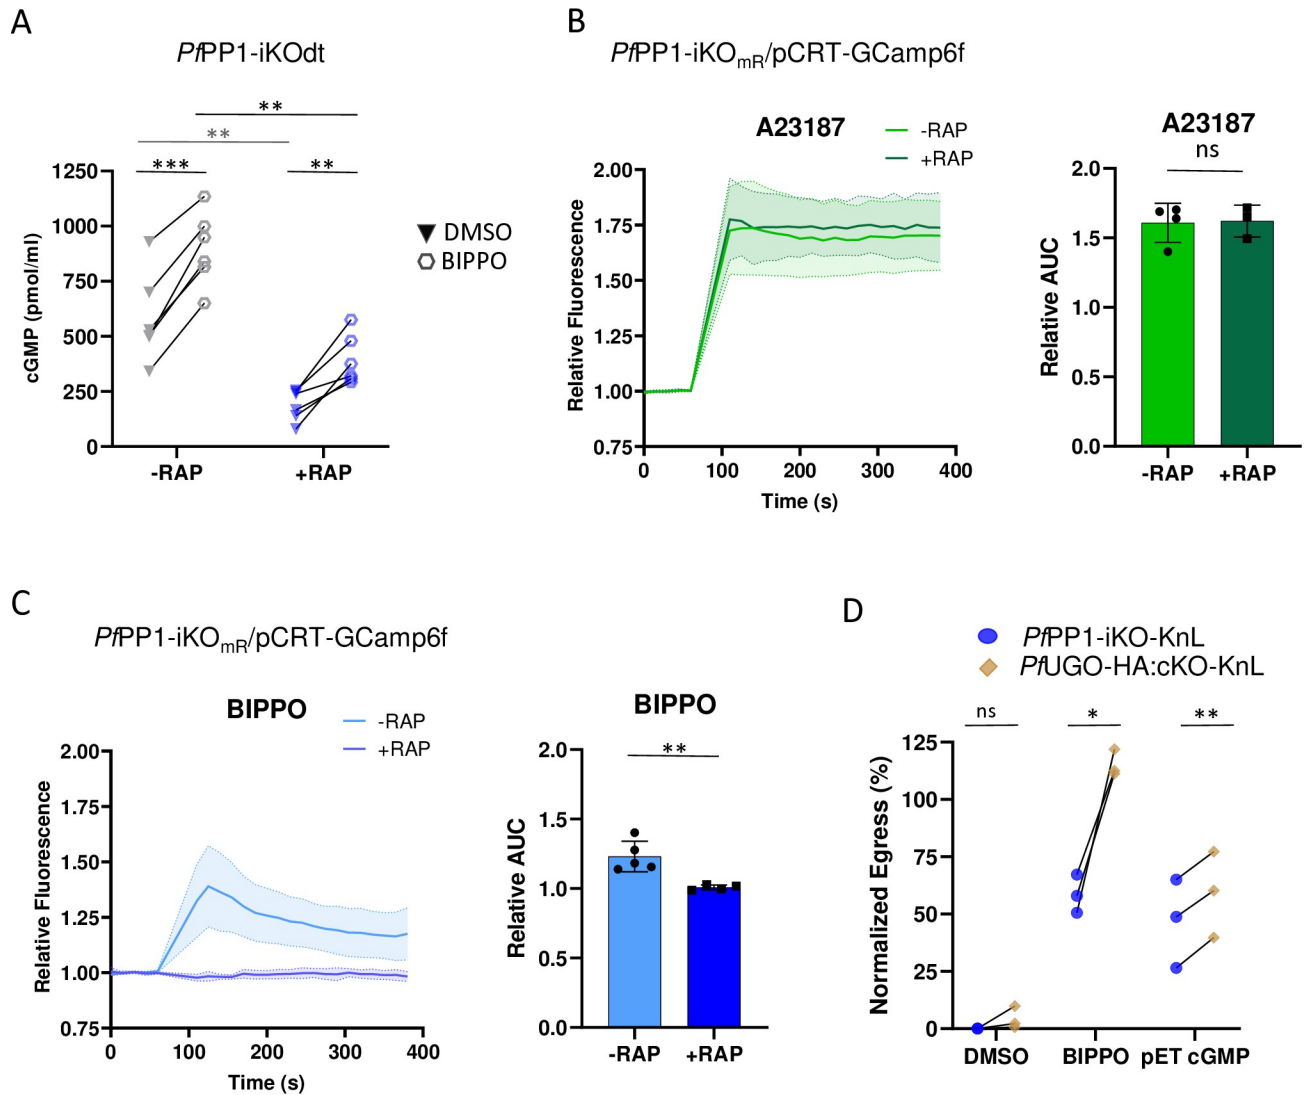 A
PfPP1-iKOdt
**
**
***
**
1250
1000
750
500
250
0
cGMP (pmol/ml)
-RAP
+RAP
DMSO
BIPPO
B
PfPP1-iKOmR/pCRT-GCamp6f
A23187
-RAP
+RAP
2.00
1.75
1.50
1.25
1.00
0.75
Relative Fluorescence
0
100
200
300
400
Time (s)
A23187
ns
2.0
1.5
1.0
0.5
0.0
Relative AUC
-RAP
+RAP
C
PfPP1-iKOmR/pCRT-GCamp6f
BIPPO
-RAP
+RAP
2.00
1.75
1.50
1.25
1.00
0.75
Relative Fluorescence
0
100
200
300
400
Time (s)
BIPPO
**
2.0
1.5
1.0
0.5
0.0
Relative AUC
-RAP
+RAP
D
PfPP1-iKO-KnL
PfUGO-HA:cKO-KnL
ns
*
**
125
100
75
50
25
0
Normalized Egress (%)
DMSO
BIPPO
pET cGMP